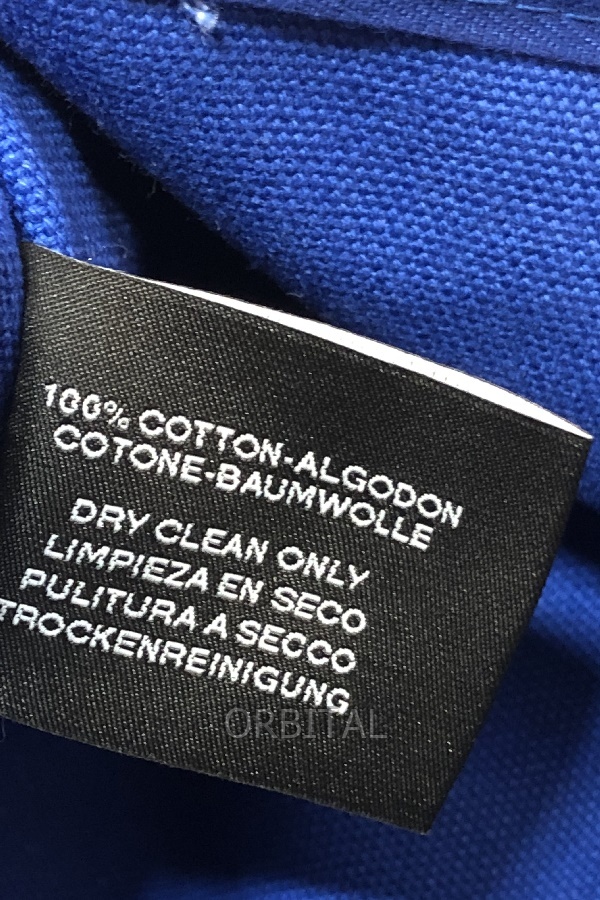 100% COTTON-ALGODON
COTONE-BAUMWOLLE
DRY CLEAN ONLY
LIMPIEZA EN SECO
PULITURA A SECCO
TROCKENREINIGUNG
ORBITAL